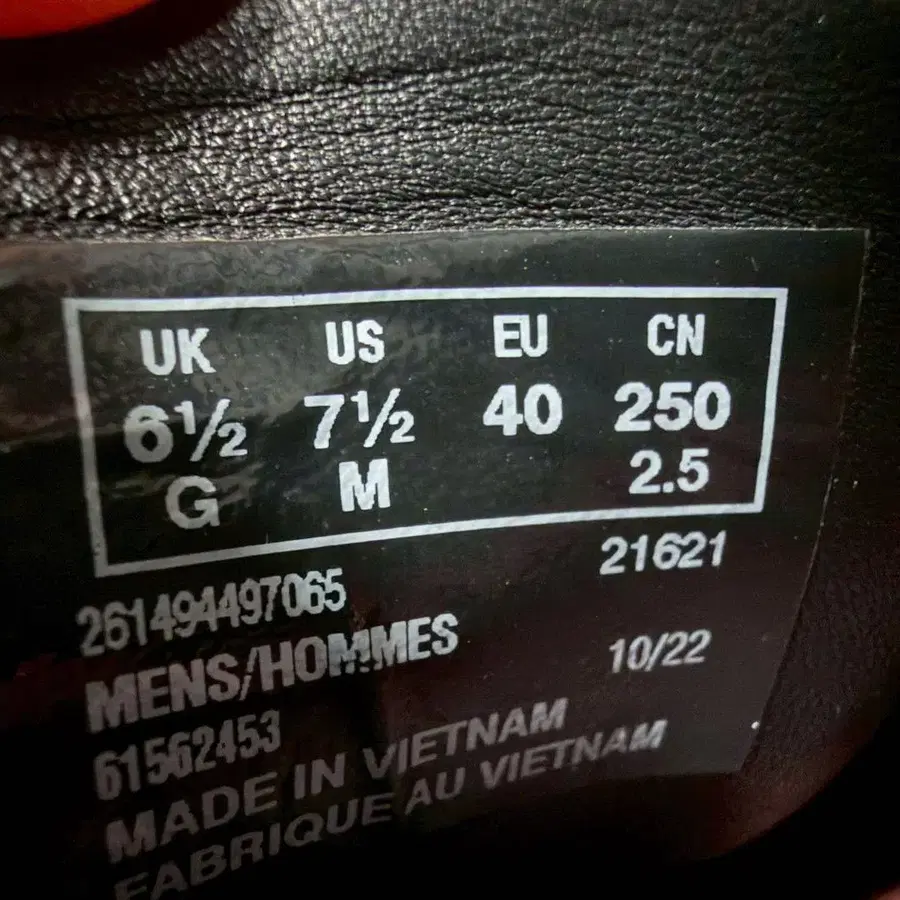 UK US EU CN
6½ 7½ 40 250
G M 2.5
21621
261494497065
MENS/HOMMES
10/22
61562453
MADE IN VIETNAM
FABRIQUE AU VIETNAM